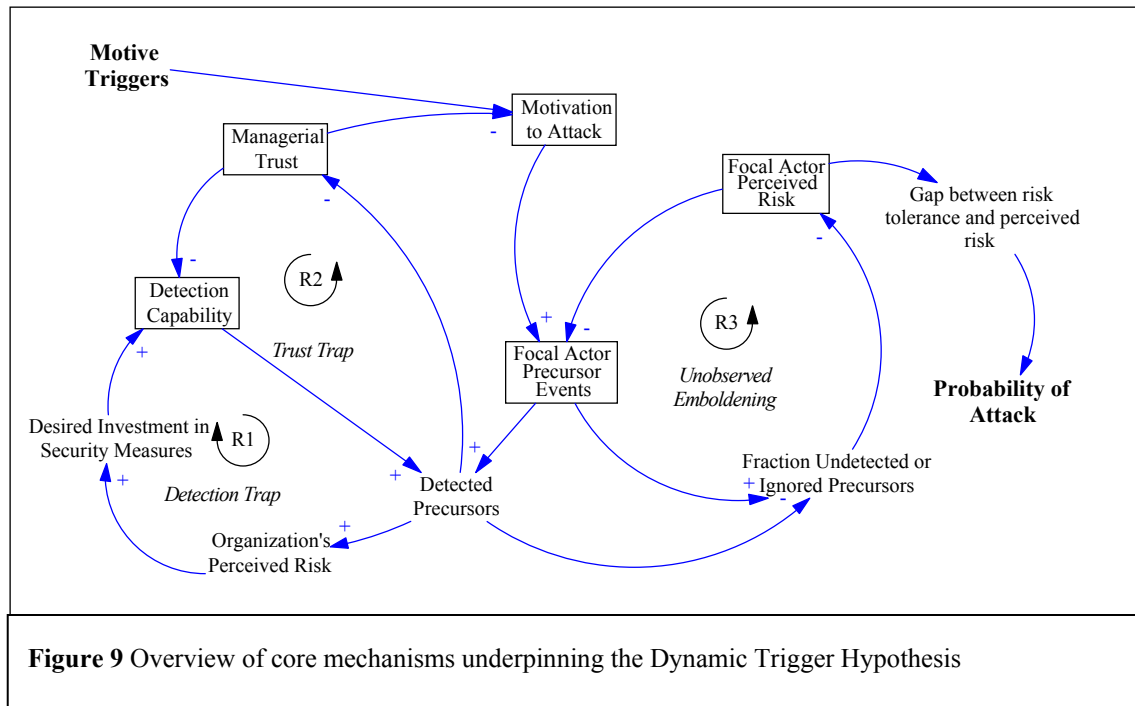 Motive
Triggers
Motivation
to Attack
-
Managerial
Trust
-
Focal Actor
Perceived
Risk
-
Gap between risk
tolerance and perceived
risk
-
Detection
Capability
+
R2
Trust Trap
+
-
Focal Actor
Precursor
Events
R3
Unobserved
Emboldening
Probability of
Attack
Desired Investment in
Security Measures
+
R1
Detection Trap
+
+
Detected
Precursors
+
-
Fraction Undetected or
Ignored Precursors
+
Organization's
Perceived Risk
Figure 9 Overview of core mechanisms underpinning the Dynamic Trigger Hypothesis